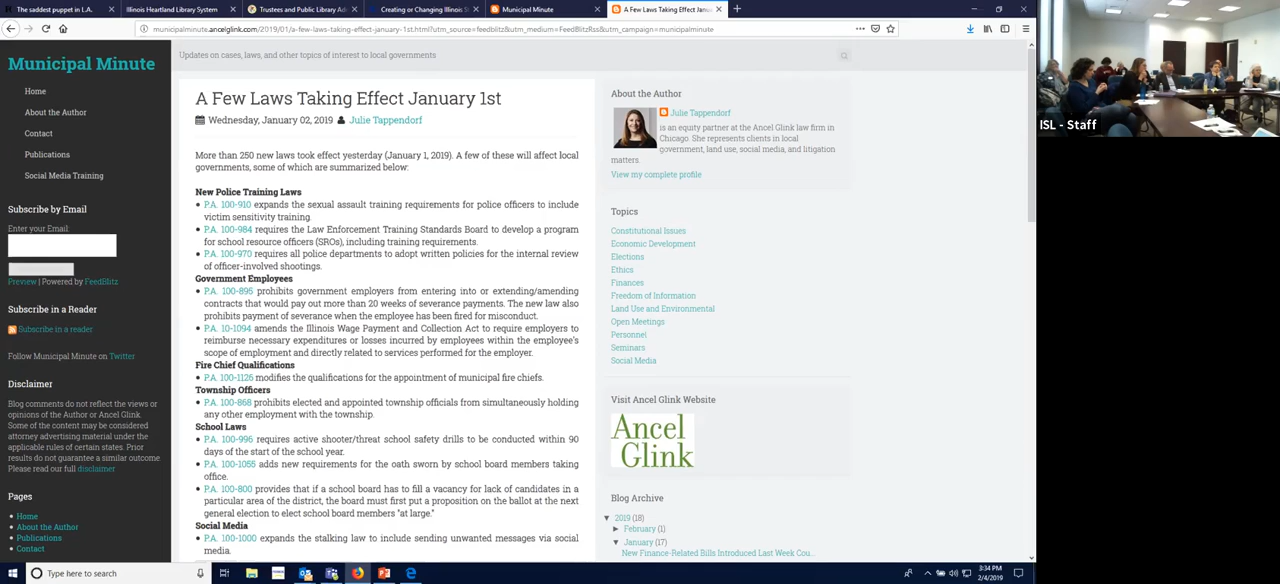 The saddest puppet in L.A.
Illinois Heartland Library System
Trustees and Public Library Ad
Creating or Changing Illinois S
Municipal Minute
A Few Laws Taking Effect Janua
municipalminute.ancelglink.com/2019/01/a-few-laws-taking-effect-january-1st.html?utm_source=feedblitz&utm_medium=FeedBlitzRss&utm_campaign=municipalminute
Municipal Minute
Home
About the Author
Contact
Publications
Social Media Training
Subscribe by Email
Enter your Email:
Preview | Powered by FeedBlitz
Subscribe in a Reader
Subscribe in a reader
Follow Municipal Minute on Twitter
Disclaimer
Blog comments do not reflect the views or
opinions of the Author or Ancel Glink.
Some of the content may be considered
attorney advertising material under the
applicable rules of certain states. Prior
results do not guarantee a similar outcome.
Please read our full disclaimer
Pages
Home
About the Author
Publications
Contact
Updates on cases, laws, and other topics of interest to local governments
A Few Laws Taking Effect January 1st
Wednesday, January 02, 2019 Julie Tappendorf
More than 250 new laws took effect yesterday (January 1, 2019). A few of these will affect local
governments, some of which are summarized below:
New Police Training Laws
P.A. 100-910 expands the sexual assault training requirements for police officers to include
victim sensitivity training.
P.A. 100-984 requires the Law Enforcement Training Standards Board to develop a program
for school resource officers (SROs), including training requirements.
P.A. 100-970 requires all police departments to adopt written policies for the internal review
of officer-involved shootings.
Government Employees
P.A. 100-895 prohibits government employers from entering into or extending/amending
contracts that would pay out more than 20 weeks of severance payments. The new law also
prohibits payment of severance when the employee has been fired for misconduct.
P.A. 10-1094 amends the Illinois Wage Payment and Collection Act to require employers to
reimburse necessary expenditures or losses incurred by employees within the employee's
scope of employment and directly related to services performed for the employer.
Fire Chief Qualifications
P.A. 100-1126 modifies the qualifications for the appointment of municipal fire chiefs.
Township Officers
P.A. 100-868 prohibits elected and appointed township officials from simultaneously holding
any other employment with the township.
School Laws
P.A. 100-996 requires active shooter/threat school safety drills to be conducted within 90
days of the start of the school year.
P.A. 100-1055 adds new requirements for the oath sworn by school board members taking
office.
P.A. 100-800 provides that if a school board has to fill a vacancy for lack of candidates in a
particular area of the district, the board must first put a proposition on the ballot at the next
general election to elect school board members "at large."
Social Media
P.A. 100-1000 expands the stalking law to include sending unwanted messages via social
media.
About the Author
Julie Tappendorf
is an equity partner at the Ancel Glink law firm in
Chicago. She represents clients in local
government, land use, social media, and litigation
matters.
View my complete profile
Topics
Constitutional Issues
Economic Development
Elections
Ethics
Finances
Freedom of Information
Land Use and Environmental
Open Meetings
Personnel
Seminars
Social Media
Visit Ancel Glink Website
Ancel
Glink
Blog Archive
▼ 2019 (18)
► February (1)
▼ January (17)
New Finance-Related Bills Introduced Last Week Cou...
ISL - Staff
Type here to search
3:34 PM
2/4/2019